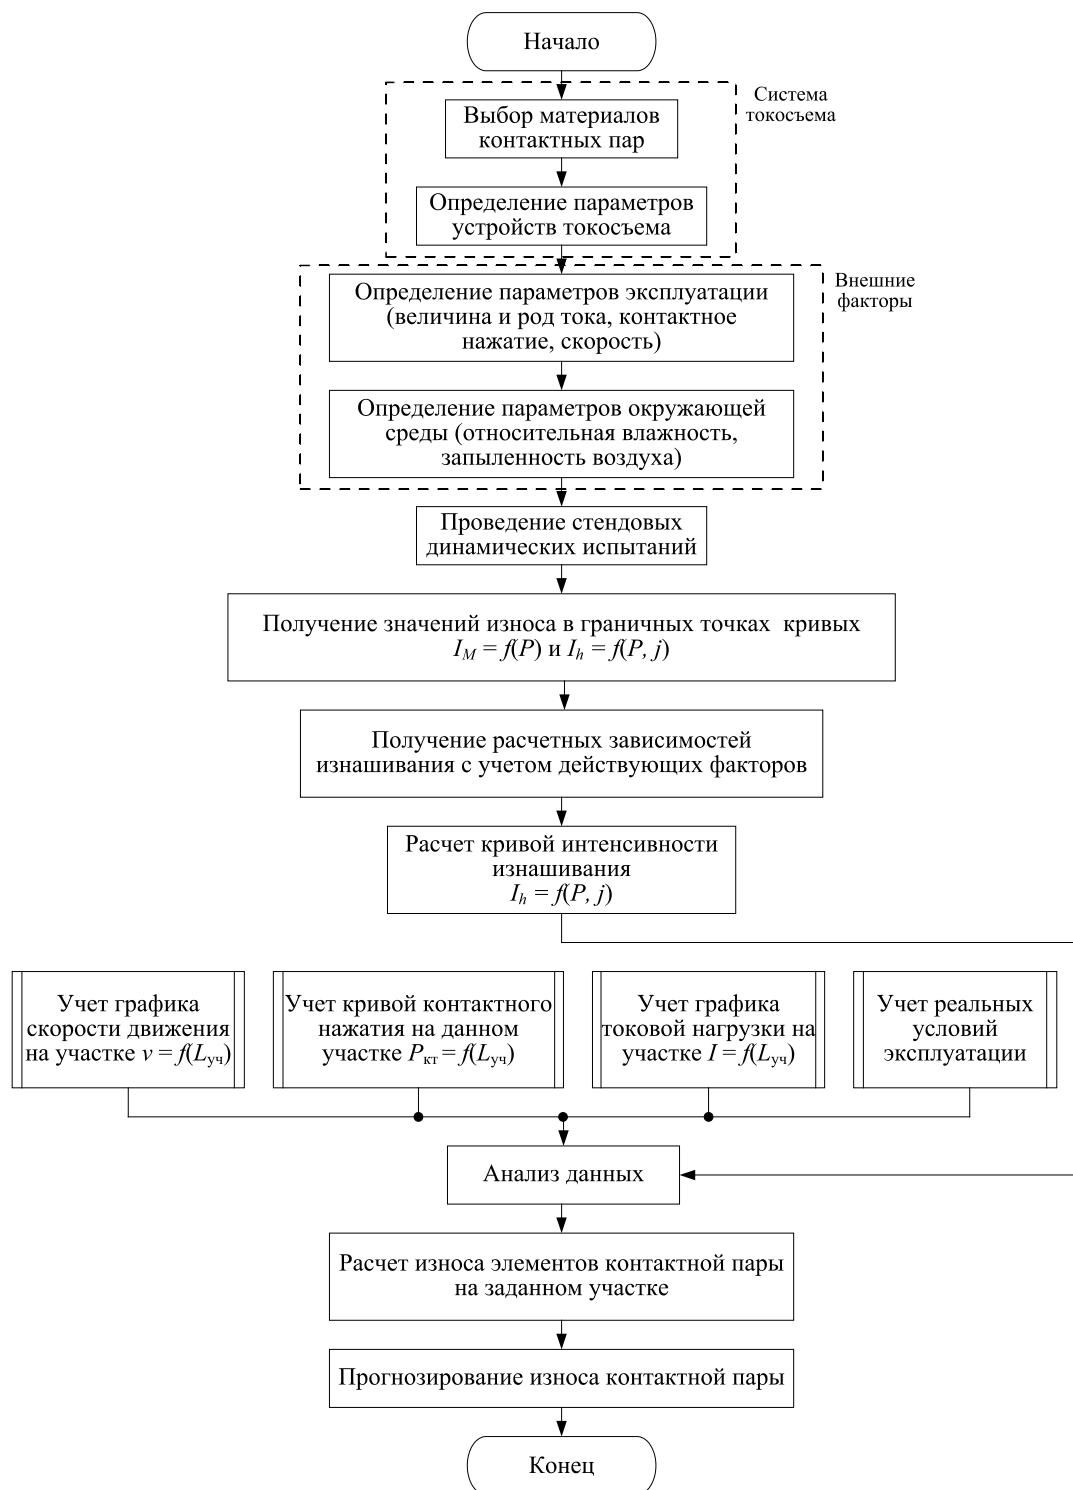 Начало
Система
токосъема
Выбор материалов
контактных пар
Определение параметров
устройств токосъема
Внешние
факторы
Определение параметров эксплуатации
(величина и род тока, контактное
нажатие, скорость)
Определение параметров окружающей
среды (относительная влажность,
запыленность воздуха)
Проведение стендовых
динамических испытаний
Получение значений износа в граничных точках кривых
I_M = f(P) и I_h = f(P, j)
Получение расчетных зависимостей
изнашивания с учетом действующих факторов
Расчет кривой интенсивности
изнашивания
I_h = f(P, j)
Учет графика
скорости движения
на участке v = f(L_уч)
Учет кривой контактного
нажатия на данном
участке P_кт = f(L_уч)
Учет графика
токовой нагрузки на
участке I = f(L_уч)
Учет реальных
условий
эксплуатации
Анализ данных
Расчет износа элементов контактной пары
на заданном участке
Прогнозирование износа контактной пары
Конец